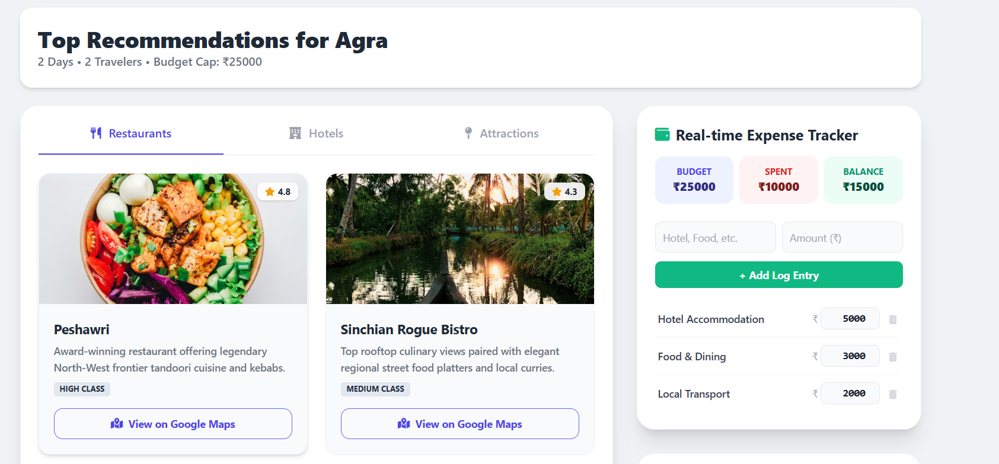 Top Recommendations for Agra
2 Days • 2 Travelers • Budget Cap: ₹25000
Restaurants
Hotels
Attractions
4.8
Peshawri
Award-winning restaurant offering legendary
North-West frontier tandoori cuisine and kebabs.
HIGH CLASS
View on Google Maps
4.3
Sinchian Rogue Bistro
Top rooftop culinary views paired with elegant
regional street food platters and local curries.
MEDIUM CLASS
View on Google Maps
Real-time Expense Tracker
BUDGET
₹25000
SPENT
₹10000
BALANCE
₹15000
Hotel, Food, etc.
Amount (₹)
+ Add Log Entry
Hotel Accommodation ₹ 5000
Food & Dining ₹ 3000
Local Transport ₹ 2000